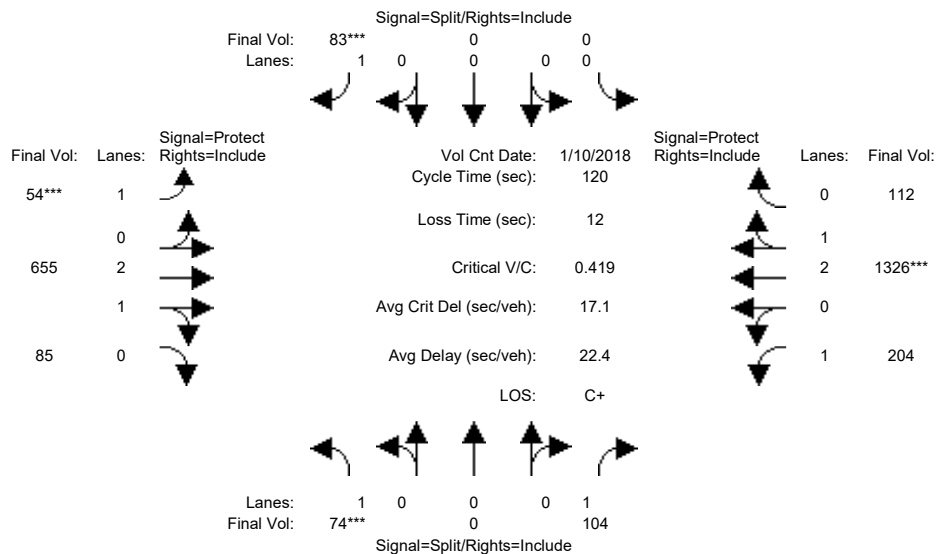 Signal=Split/Rights=Include
Final Vol: 83*** 0 0
Lanes: 1 0 0 0 0
Signal=Protect
Final Vol: Lanes: Rights=Include
Vol Cnt Date: 1/10/2018
Signal=Protect
Rights=Include Lanes: Final Vol:
Cycle Time (sec): 120
54*** 1
0 112
Loss Time (sec): 12
0
1
655 2
Critical V/C: 0.419
2 1326***
1
Avg Crit Del (sec/veh): 17.1
0
85 0
Avg Delay (sec/veh): 22.4
1 204
LOS: C+
Lanes: 1 0 0 0 1
Final Vol: 74*** 0 104
Signal=Split/Rights=Include